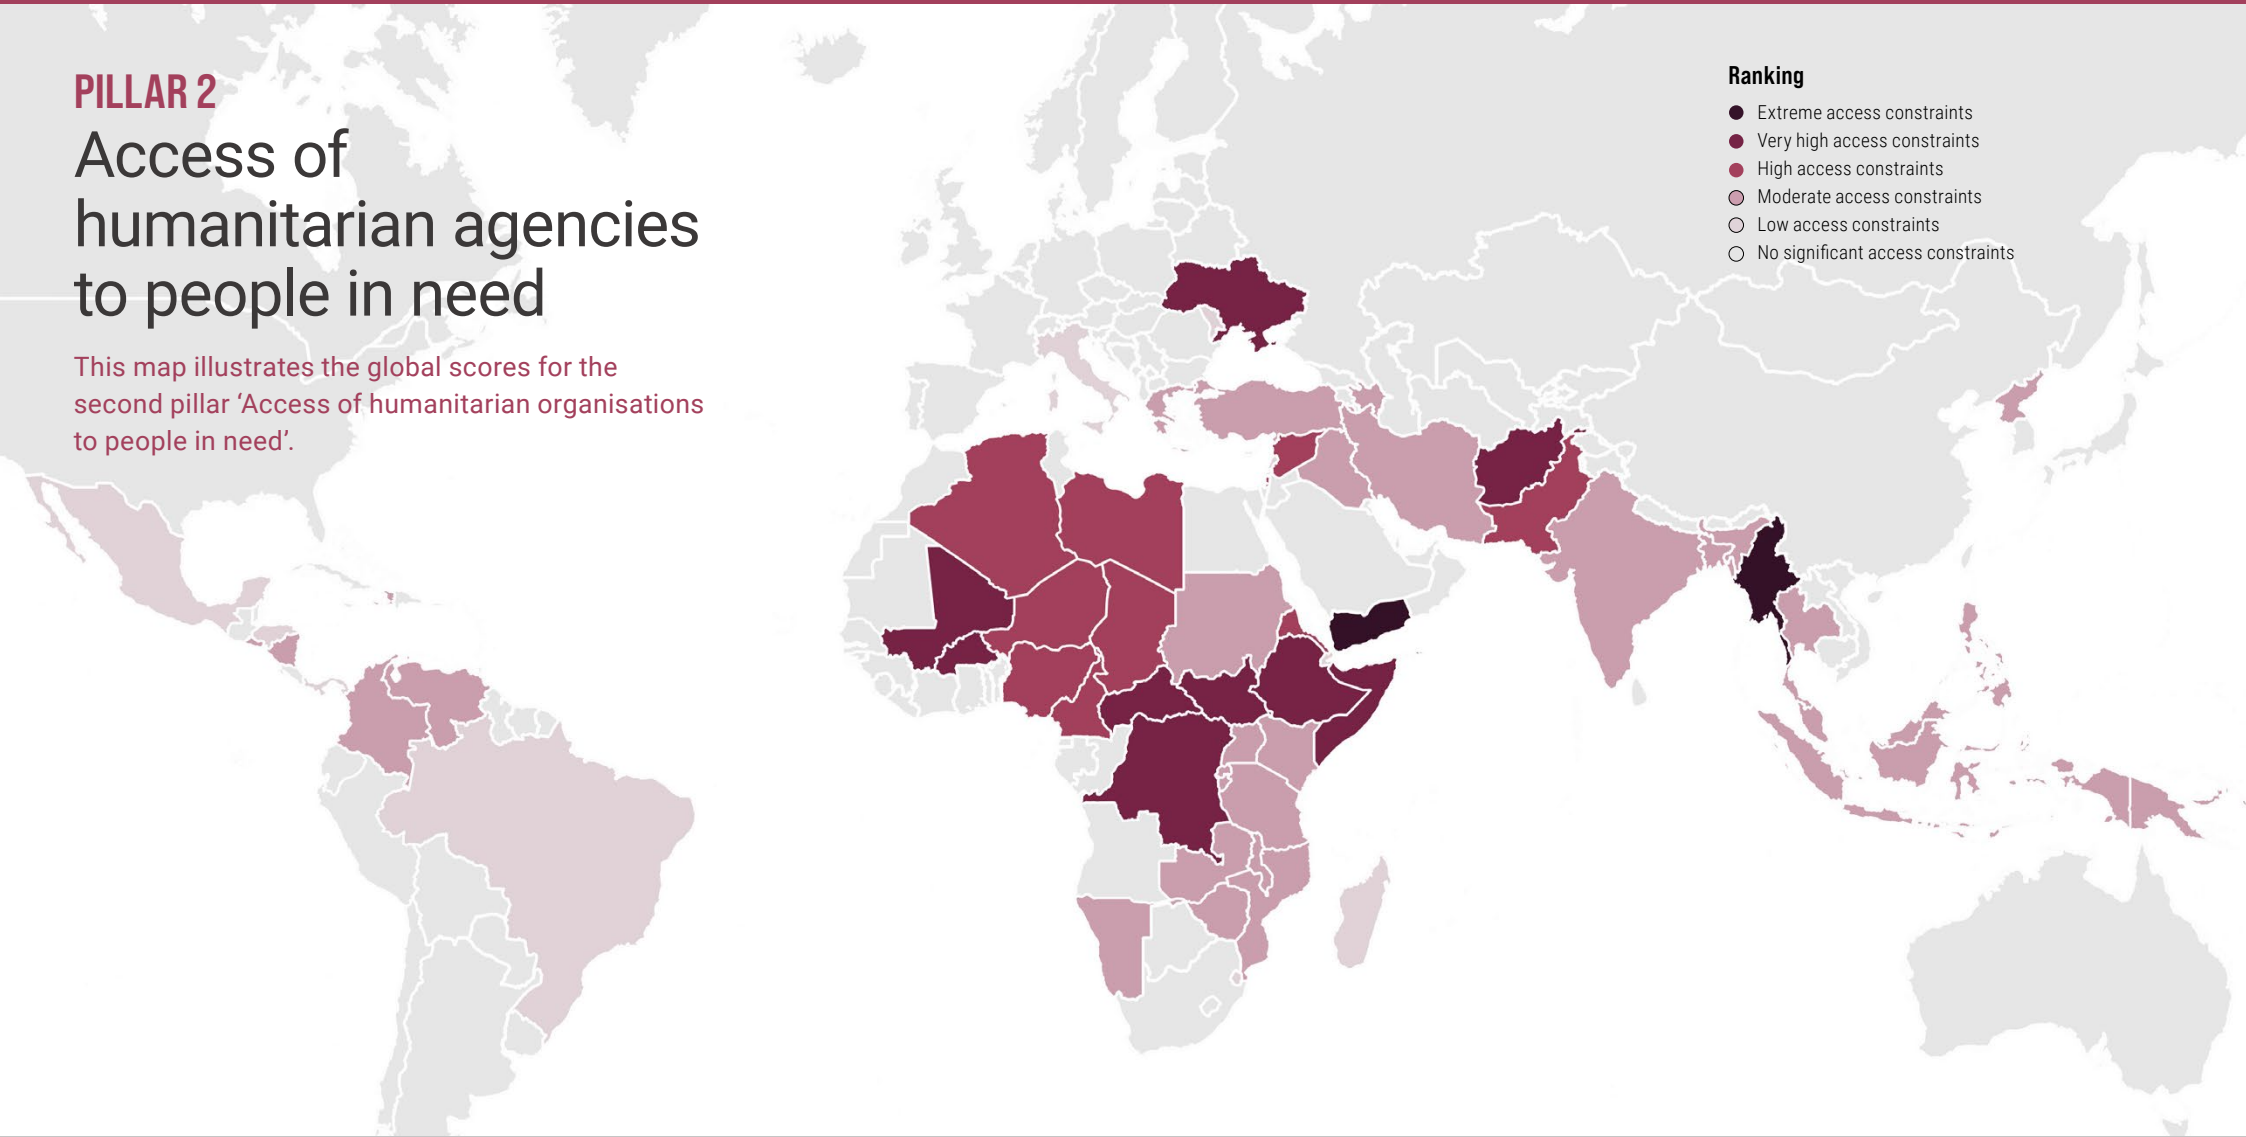 PILLAR 2
Access of
humanitarian agencies
to people in need
This map illustrates the global scores for the
second pillar ‘Access of humanitarian organisations
to people in need’.
Ranking
Extreme access constraints
Very high access constraints
High access constraints
Moderate access constraints
Low access constraints
No significant access constraints